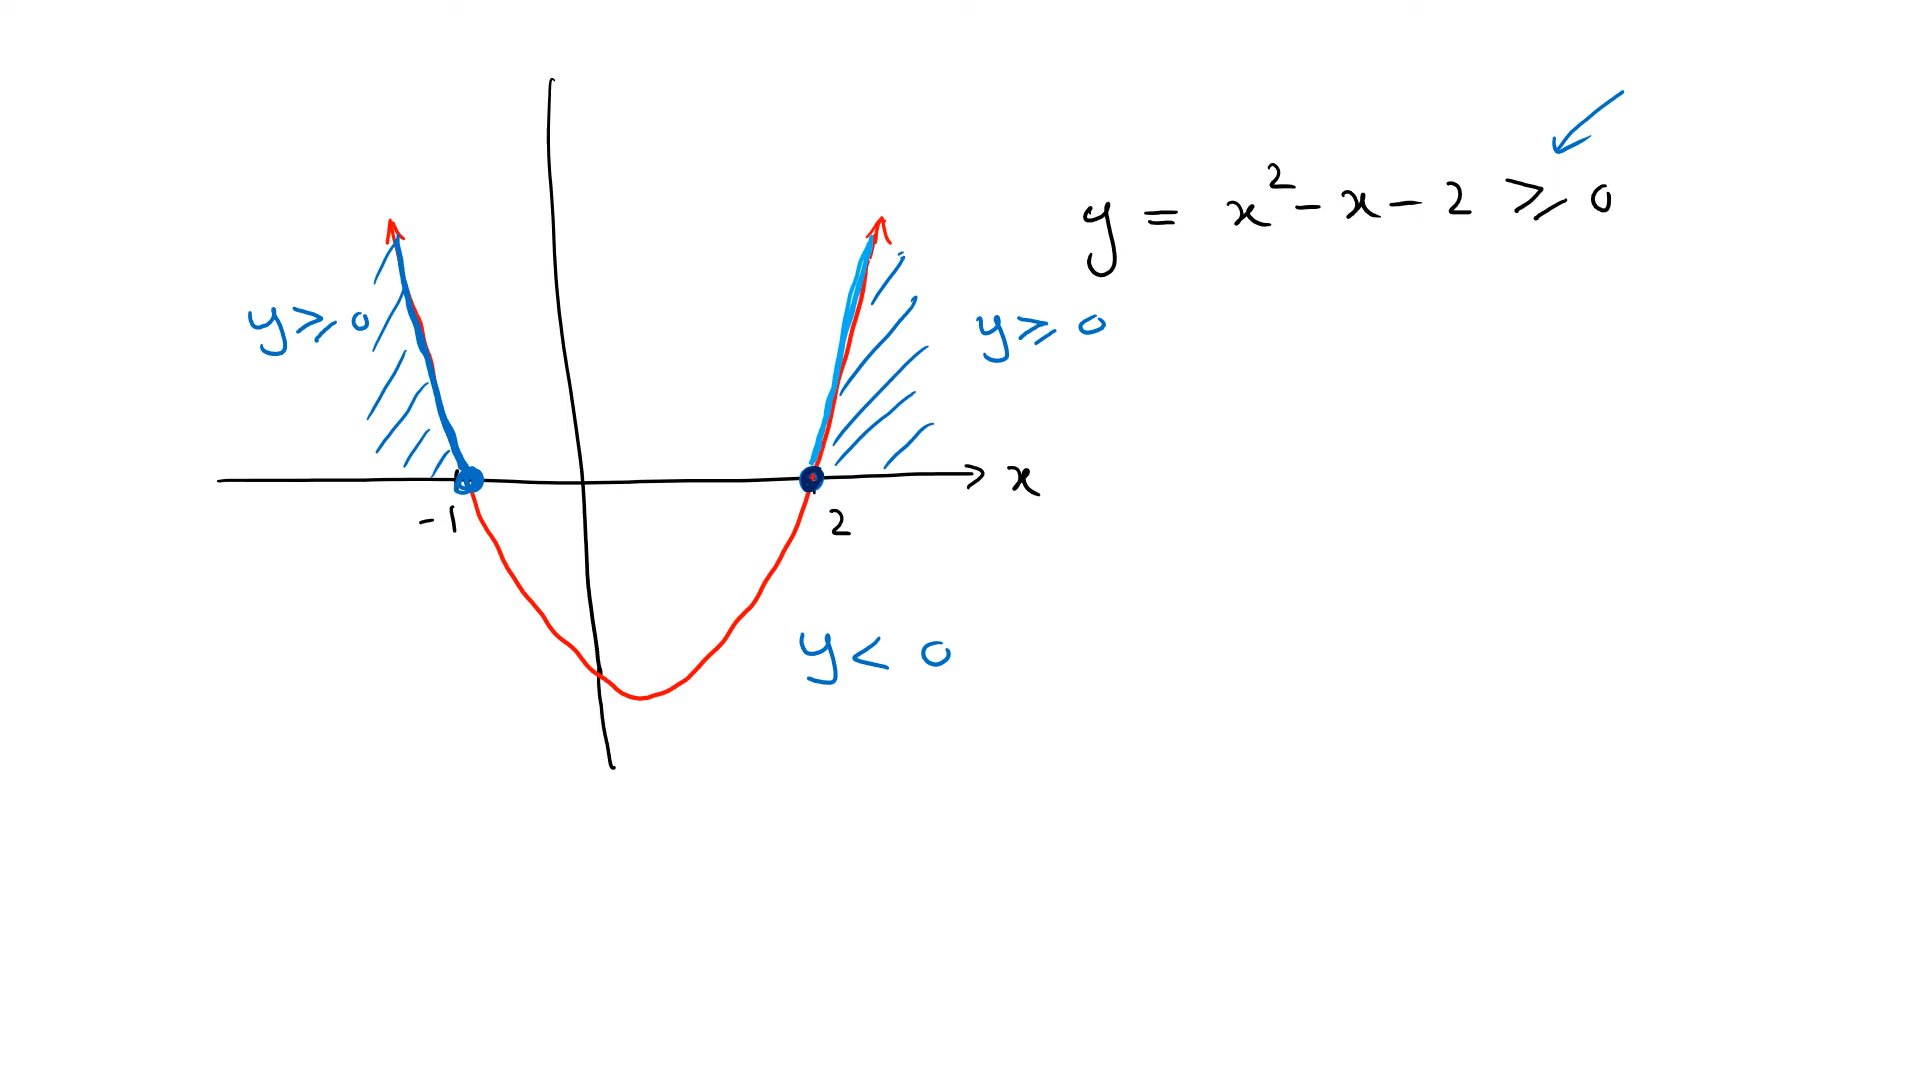 y = x² - x - 2 ≥ 0
y ≥ 0
y ≥ 0
x
-1
2
y < 0